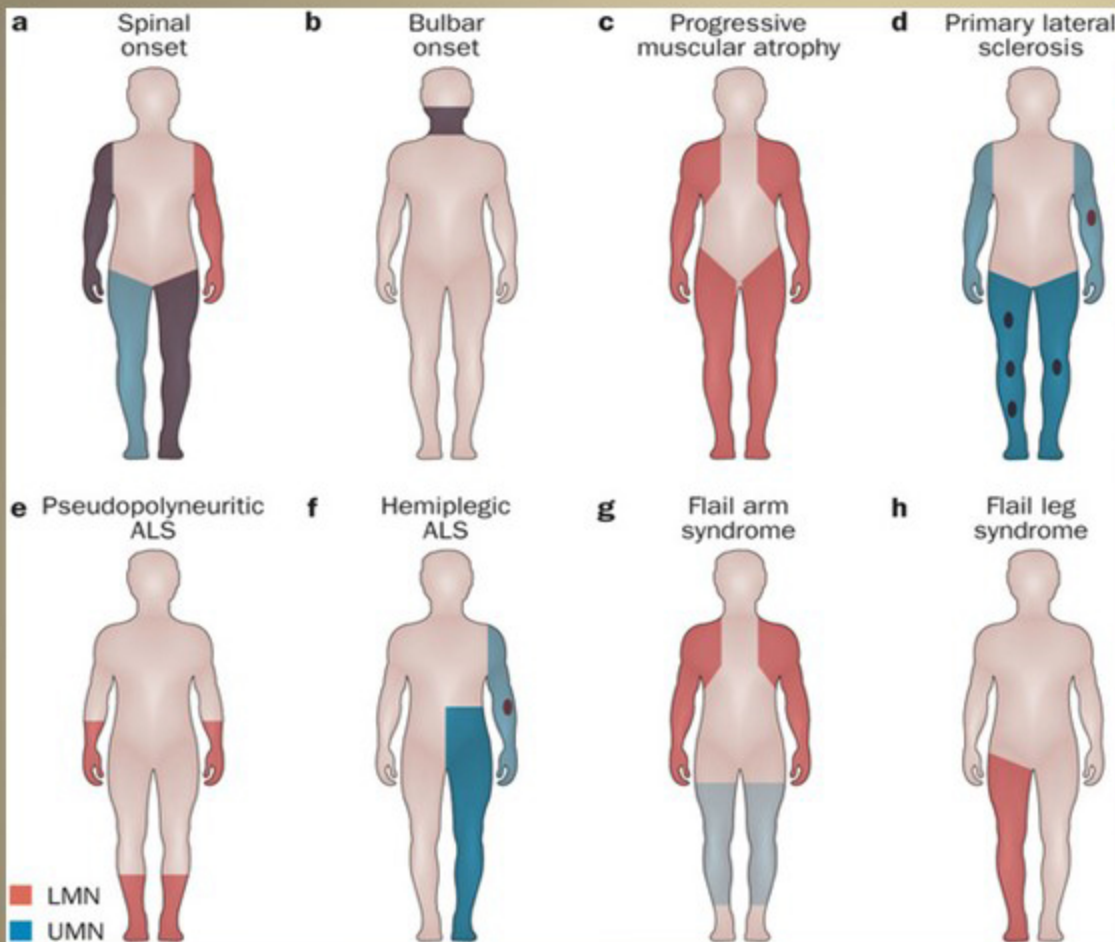 a Spinal onset
b Bulbar onset
c Progressive muscular atrophy
d Primary lateral sclerosis
e Pseudopolyneuritic ALS
f Hemiplegic ALS
g Flail arm syndrome
h Flail leg syndrome
LMN
UMN